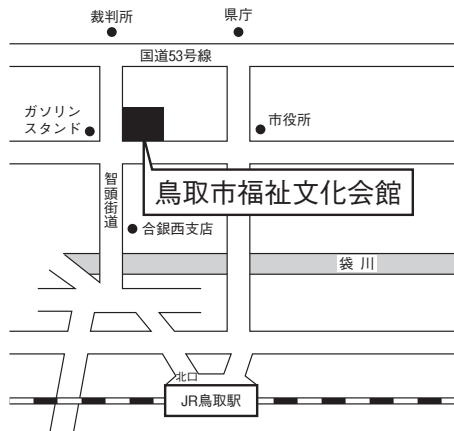 裁判所
県庁
国道53号線
ガソリン
スタンド
市役所
智頭街道
鳥取市福祉文化会館
合銀西支店
袋川
北口
JR鳥取駅